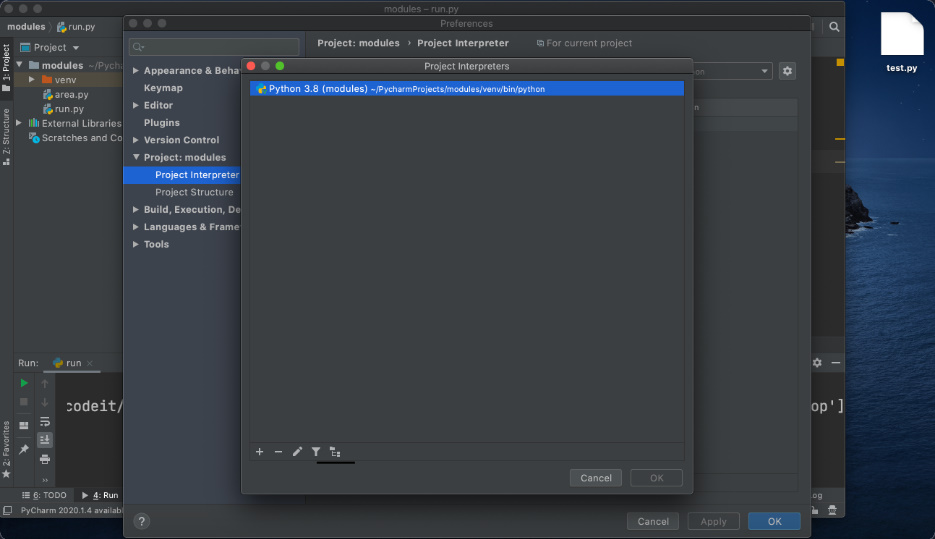 modules – run.py
modules
run.py
Project
modules ~/Pycharm
venv
area.py
run.py
External Libraries
Scratches and Co
1: Project
Z: Structure
2: Favorites
Preferences
Appearance & Beha
Keymap
Editor
Plugins
Version Control
Project: modules
Project Interpreter
Project Structure
Build, Execution, De
Languages & Frame
Tools
Project: modules › Project Interpreter
For current project
Project Interpreters
Python 3.8 (modules) ~/PycharmProjects/modules/venv/bin/python
Cancel
OK
Run:
run
codeit/
op']
6: TODO
4: Run
PyCharm 2020.1.4 availabl
?
Cancel
Apply
OK
test.py